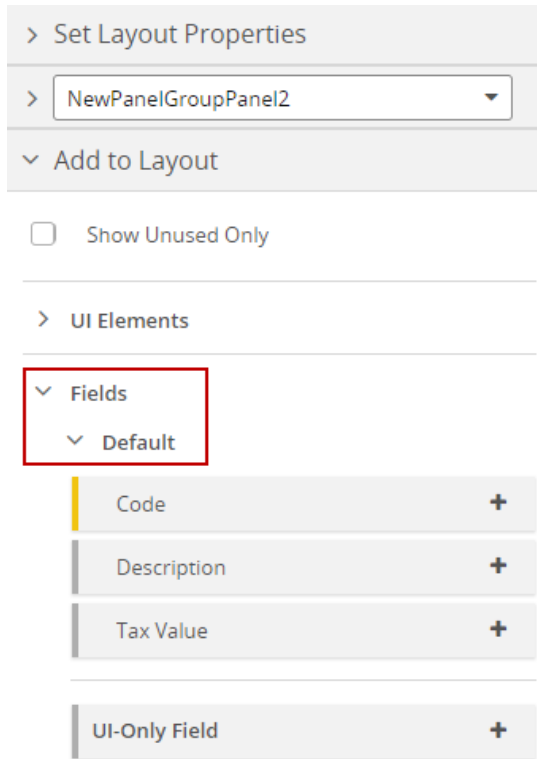 Set Layout Properties
NewPanelGroupPanel2
Add to Layout
Show Unused Only
UI Elements
Fields
Default
Code
Description
Tax Value
UI-Only Field